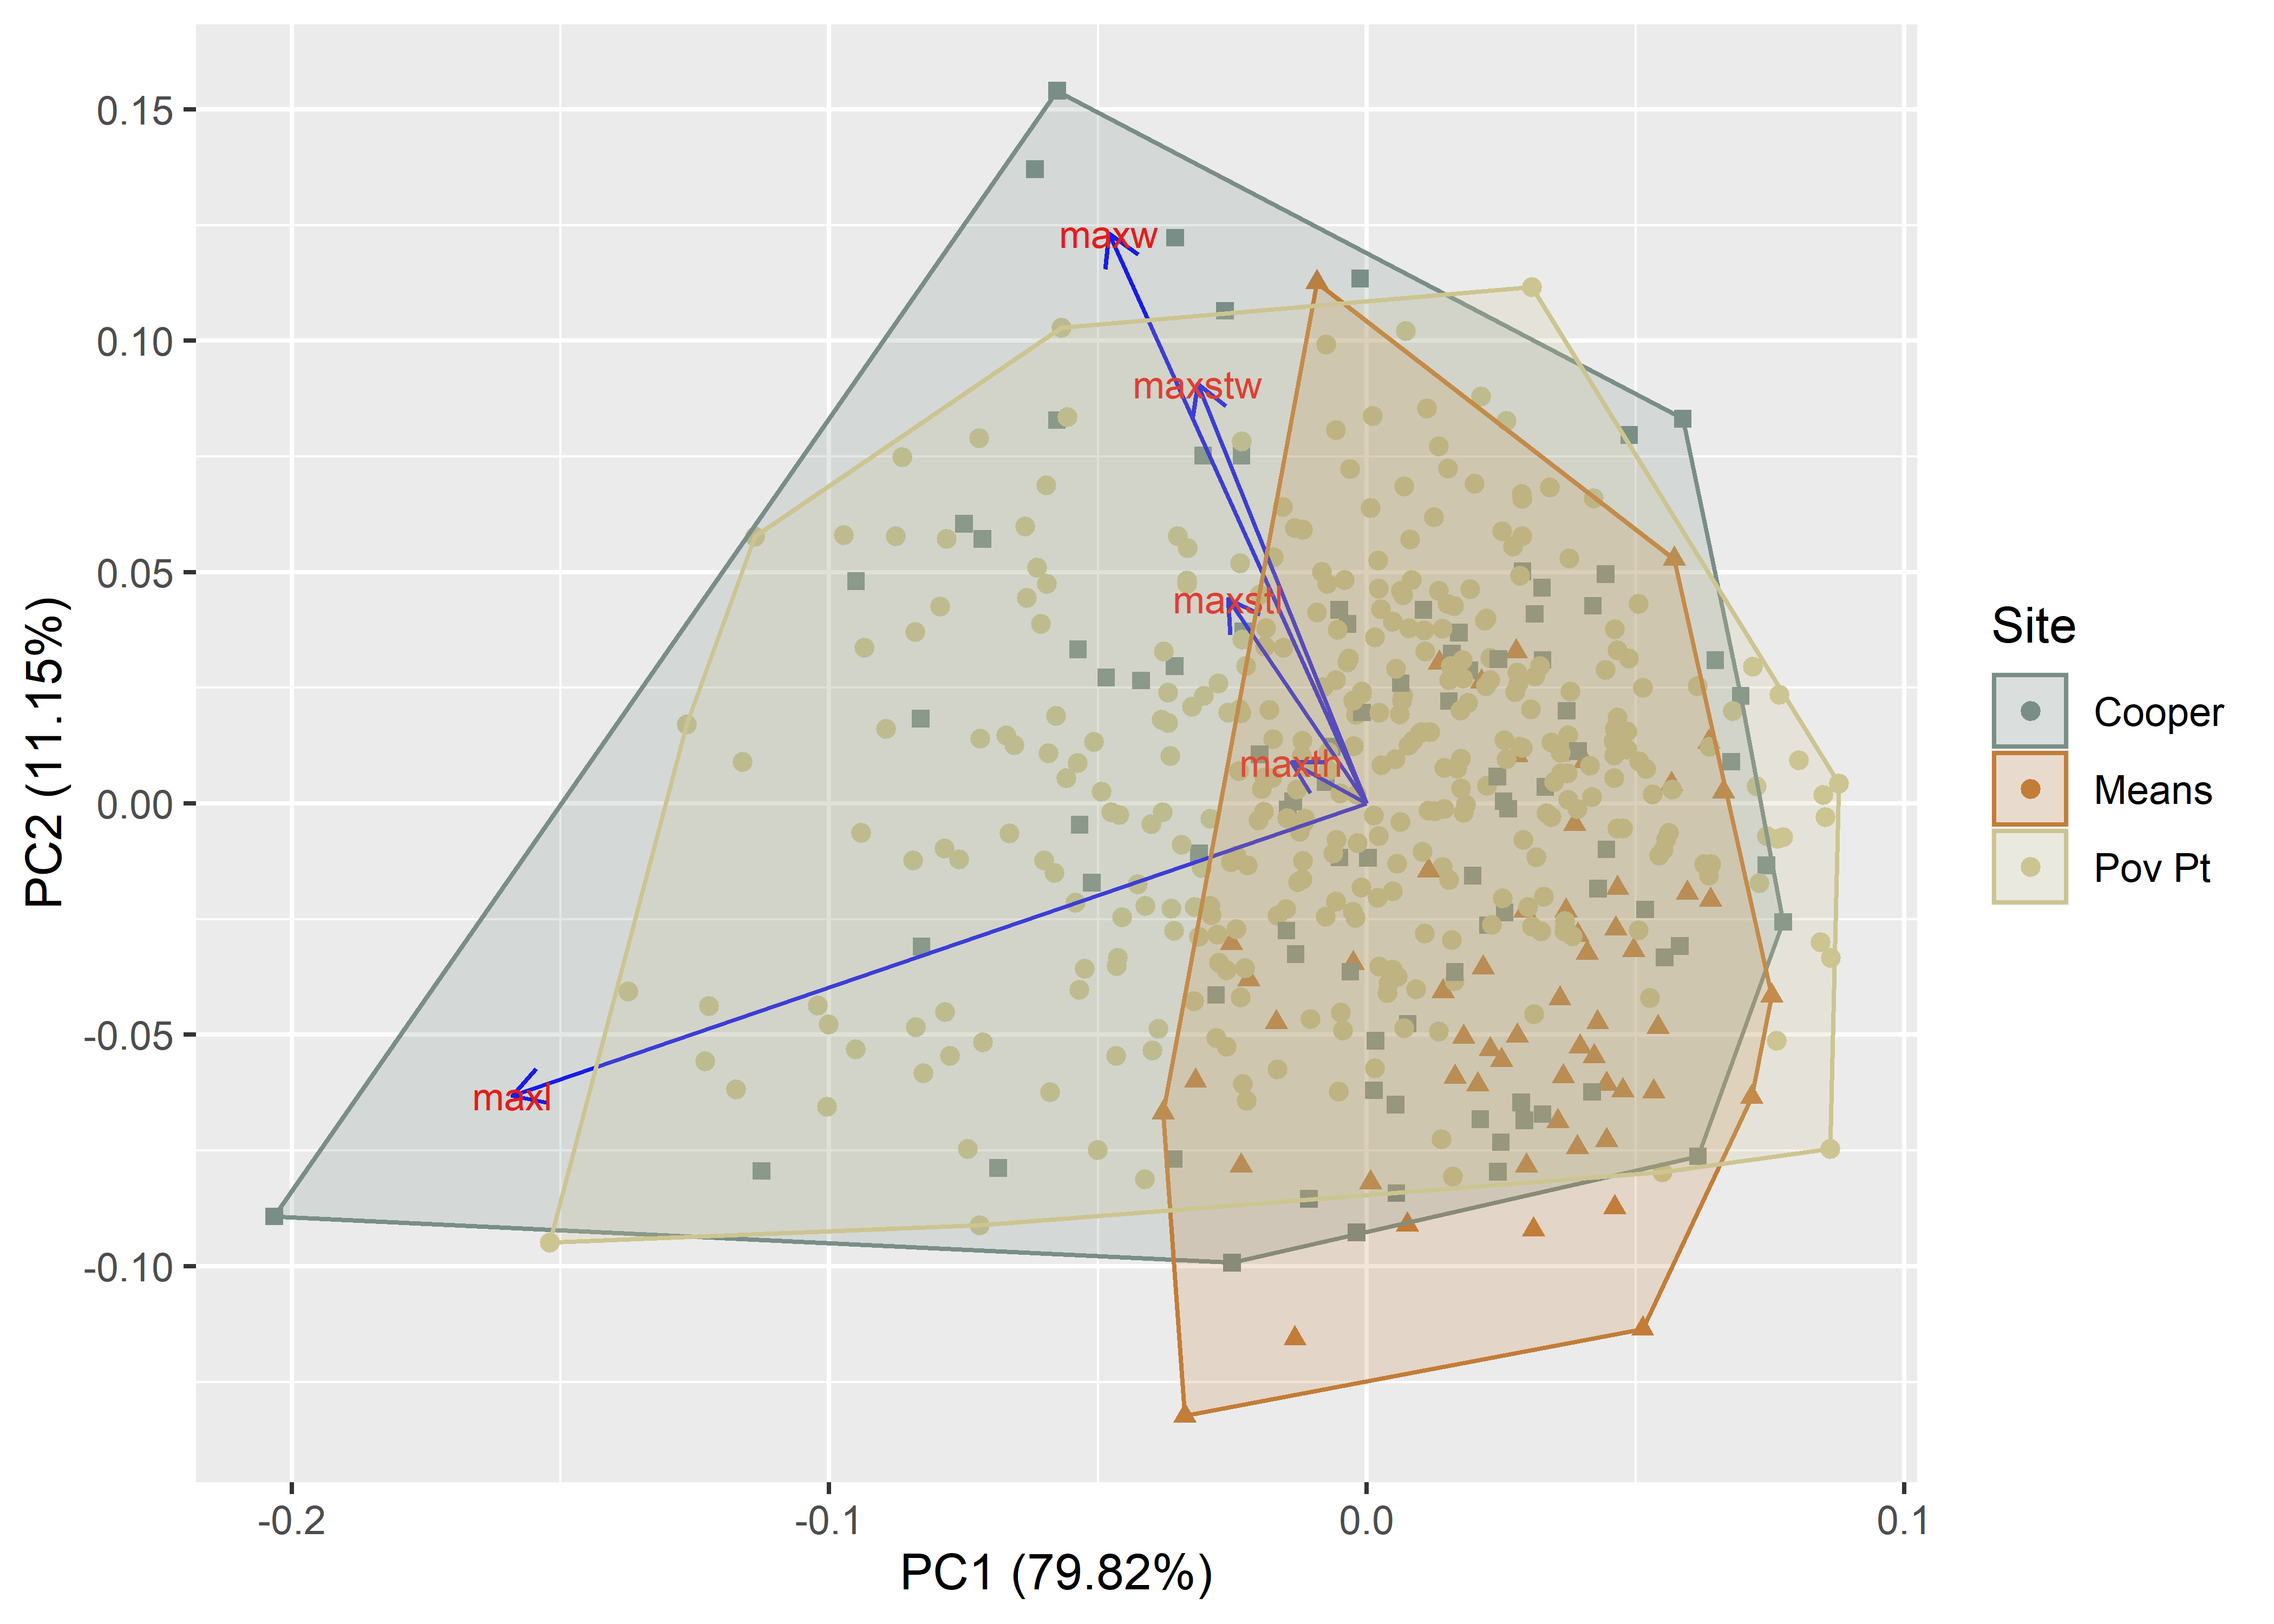 0.15
0.10
0.05
0.00
-0.05
-0.10
PC2 (11.15%)
maxw
maxstw
maxstl
maxth
maxl
-0.2
-0.1
0.0
0.1
PC1 (79.82%)
Site
Cooper
Means
Pov Pt